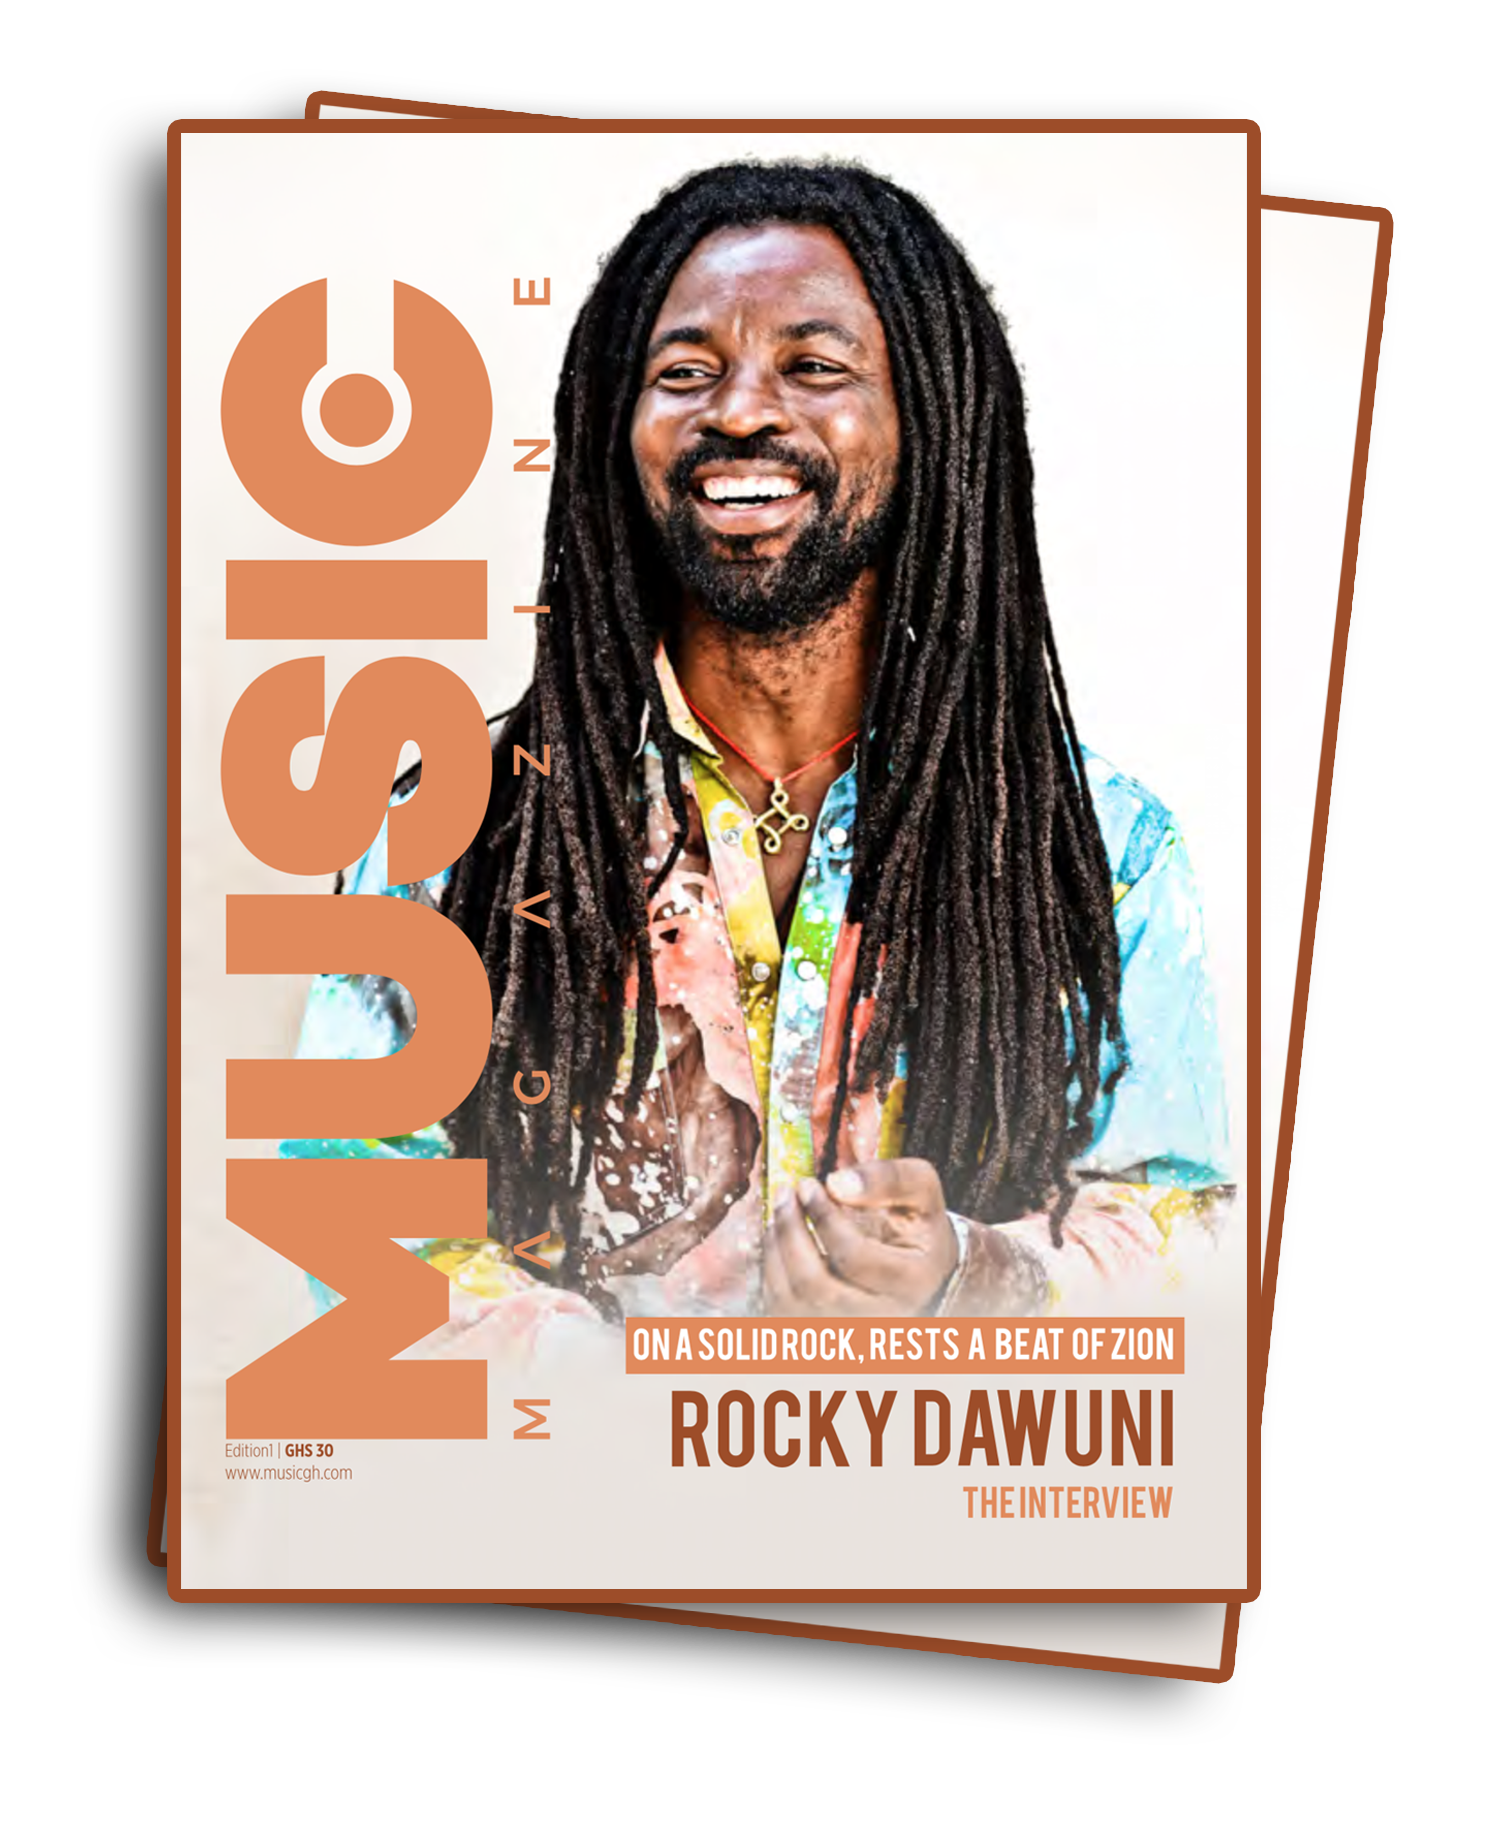 MUSIC
MAGAZINE
ON A SOLID ROCK, RESTS A BEAT OF ZION
ROCKY DAWUNI
THE INTERVIEW
Edition1 | GHS 30
www.musicgh.com